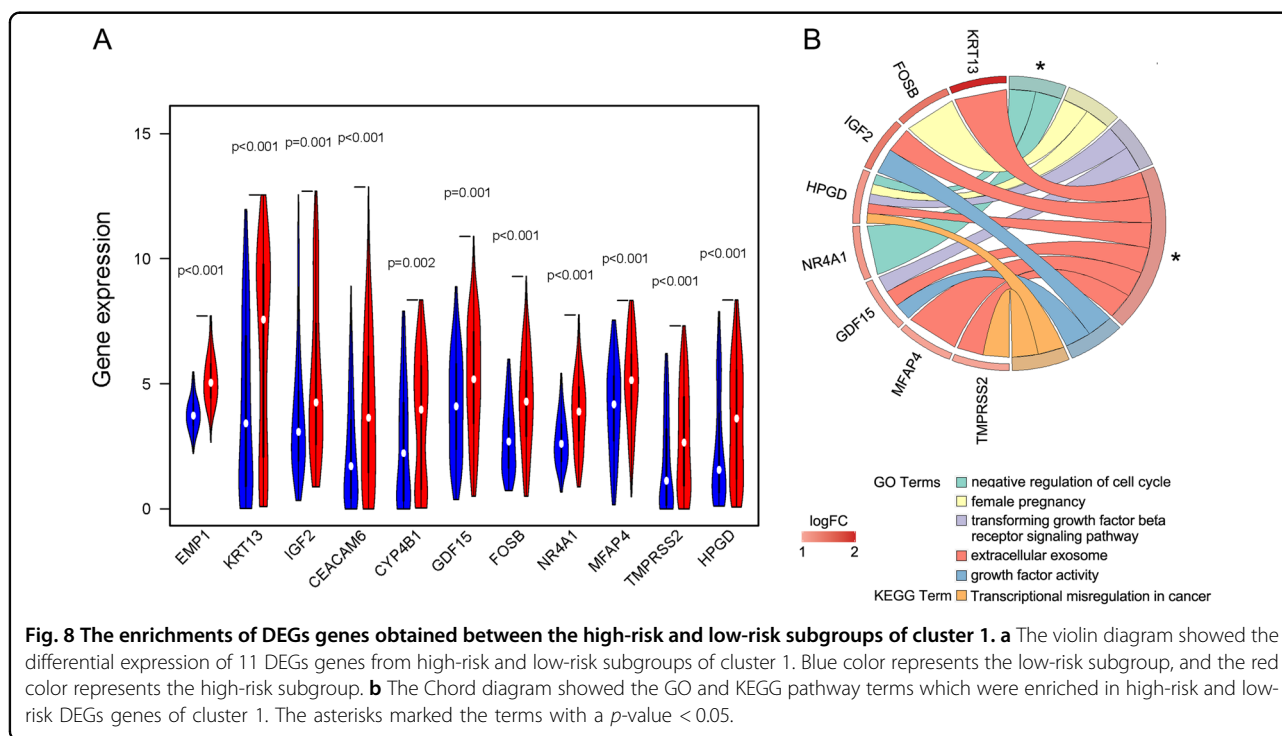 A
B
Gene expression
15
10
5
0
p<0.001
p<0.001
p=0.001
p<0.001
p=0.002
p=0.001
p<0.001
p<0.001
p<0.001
p<0.001
p<0.001
EMP1
KRT13
IGF2
CEACAM6
CYP4B1
GDF15
FOSB
NR4A1
MFAP4
TMPRSS2
HPGD
KRT13
FOSB
IGF2
HPGD
NR4A1
GDF15
MFAP4
TMPRSS2
*
*
logFC
1 2
GO Terms negative regulation of cell cycle
female pregnancy
transforming growth factor beta
receptor signaling pathway
extracellular exosome
growth factor activity
KEGG Term Transcriptional misregulation in cancer
Fig. 8 The enrichments of DEGs genes obtained between the high-risk and low-risk subgroups of cluster 1. a The violin diagram showed the
differential expression of 11 DEGs genes from high-risk and low-risk subgroups of cluster 1. Blue color represents the low-risk subgroup, and the red
color represents the high-risk subgroup. b The Chord diagram showed the GO and KEGG pathway terms which were enriched in high-risk and low-
risk DEGs genes of cluster 1. The asterisks marked the terms with a p-value < 0.05.